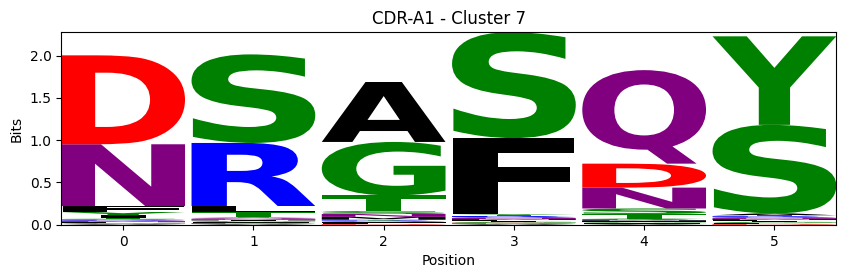 CDR-A1 - Cluster 7
Bits
2.0
1.5
1.0
0.5
0.0
D S A S Q Y
N R G F D S
T N
0 1 2 3 4 5
Position